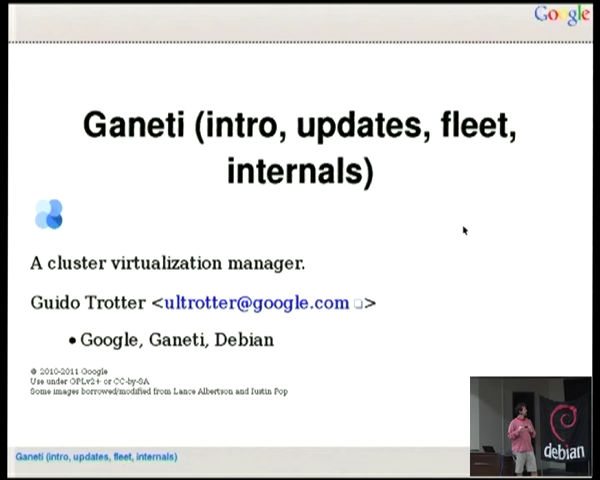 Google
Ganeti (intro, updates, fleet,
internals)
A cluster virtualization manager.
Guido Trotter <ultrotter@google.com>
• Google, Ganeti, Debian
© 2010-2011 Google
Use under GPLv2+ or CC-by-SA
Some images borrowed/modified from Lance Albertson and Iustin Pop
Ganeti (intro, updates, fleet, internals)
debian